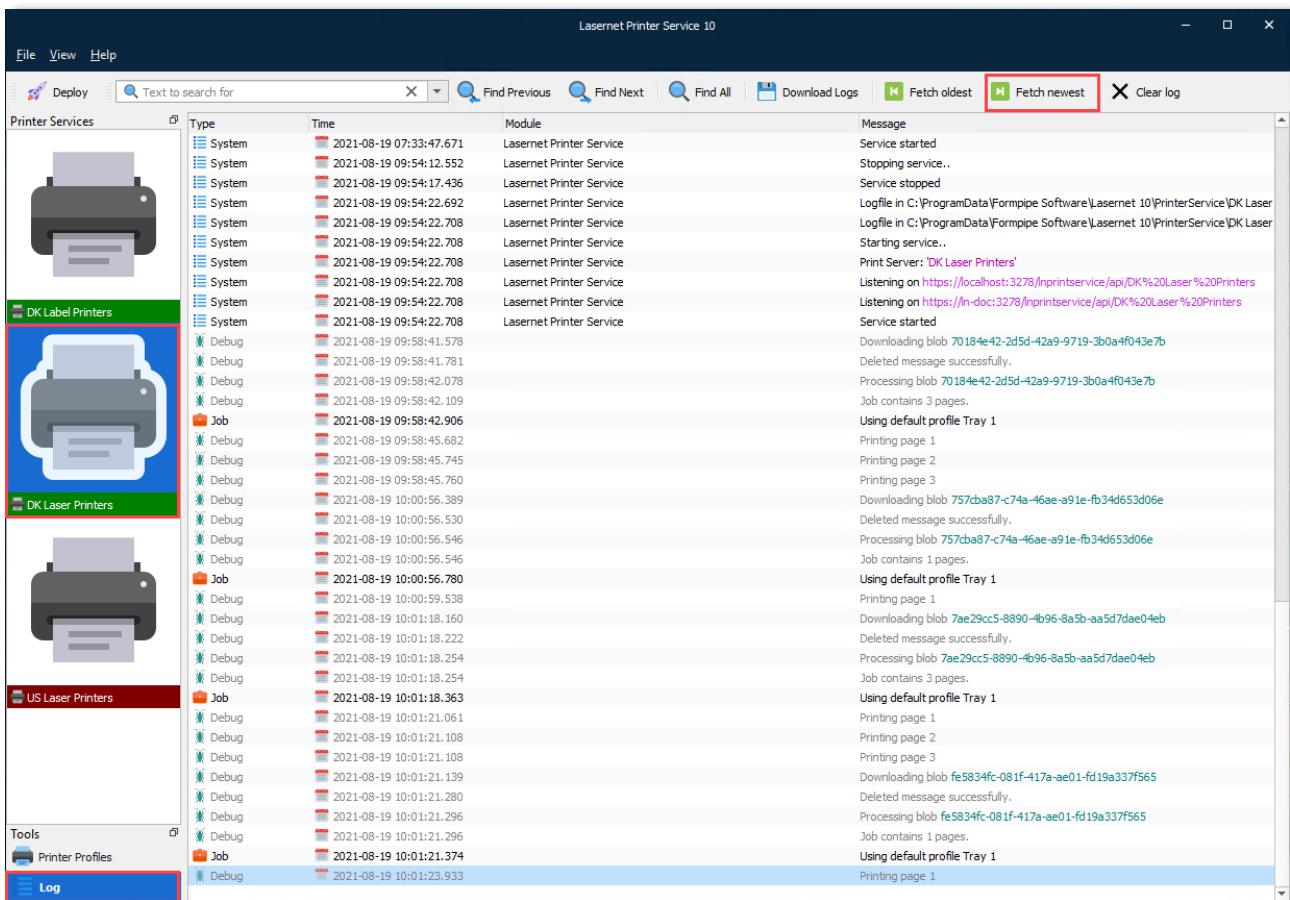 Lasernet Printer Service 10
File View Help
Deploy Text to search for Find Previous Find Next Find All Download Logs Fetch oldest Fetch newest Clear log
Printer Services
DK Label Printers
DK Laser Printers
US Laser Printers
Tools
Printer Profiles
Log
Type Time Module Message
System 2021-08-19 07:33:47.671 Lasernet Printer Service Service started
System 2021-08-19 09:54:12.552 Lasernet Printer Service Stopping service..
System 2021-08-19 09:54:17.436 Lasernet Printer Service Service stopped
System 2021-08-19 09:54:22.692 Lasernet Printer Service Logfile in C:\ProgramData\Formpipe Software\Lasernet 10\PrinterService\DK Laser
System 2021-08-19 09:54:22.708 Lasernet Printer Service Logfile in C:\ProgramData\Formpipe Software\Lasernet 10\PrinterService\DK Laser
System 2021-08-19 09:54:22.708 Lasernet Printer Service Starting service..
System 2021-08-19 09:54:22.708 Lasernet Printer Service Print Server: 'DK Laser Printers'
System 2021-08-19 09:54:22.708 Lasernet Printer Service Listening on https://localhost:3278/lnprintservice/api/DK%20Laser%20Printers
System 2021-08-19 09:54:22.708 Lasernet Printer Service Listening on https://ln-doc:3278/lnprintservice/api/DK%20Laser%20Printers
System 2021-08-19 09:54:22.708 Lasernet Printer Service Service started
Debug 2021-08-19 09:58:41.578 Downloading blob 70184e42-2d5d-42a9-9719-3b0a4f043e7b
Debug 2021-08-19 09:58:41.781 Deleted message successfully.
Debug 2021-08-19 09:58:42.078 Processing blob 70184e42-2d5d-42a9-9719-3b0a4f043e7b
Debug 2021-08-19 09:58:42.109 Job contains 3 pages.
Job 2021-08-19 09:58:42.906 Using default profile Tray 1
Debug 2021-08-19 09:58:45.682 Printing page 1
Debug 2021-08-19 09:58:45.745 Printing page 2
Debug 2021-08-19 09:58:45.760 Printing page 3
Debug 2021-08-19 10:00:56.389 Downloading blob 757cba87-c74a-46ae-a91e-fb34d653d06e
Debug 2021-08-19 10:00:56.530 Deleted message successfully.
Debug 2021-08-19 10:00:56.546 Processing blob 757cba87-c74a-46ae-a91e-fb34d653d06e
Debug 2021-08-19 10:00:56.546 Job contains 1 pages.
Job 2021-08-19 10:00:56.780 Using default profile Tray 1
Debug 2021-08-19 10:00:59.538 Printing page 1
Debug 2021-08-19 10:01:18.160 Downloading blob 7ae29cc5-8890-4b96-8a5b-aa5d7dae04eb
Debug 2021-08-19 10:01:18.222 Deleted message successfully.
Debug 2021-08-19 10:01:18.254 Processing blob 7ae29cc5-8890-4b96-8a5b-aa5d7dae04eb
Debug 2021-08-19 10:01:18.254 Job contains 3 pages.
Job 2021-08-19 10:01:18.363 Using default profile Tray 1
Debug 2021-08-19 10:01:21.061 Printing page 1
Debug 2021-08-19 10:01:21.108 Printing page 2
Debug 2021-08-19 10:01:21.108 Printing page 3
Debug 2021-08-19 10:01:21.139 Downloading blob fe5834fc-081f-417a-ae01-fd19a337f565
Debug 2021-08-19 10:01:21.280 Deleted message successfully.
Debug 2021-08-19 10:01:21.296 Processing blob fe5834fc-081f-417a-ae01-fd19a337f565
Debug 2021-08-19 10:01:21.296 Job contains 1 pages.
Job 2021-08-19 10:01:21.374 Using default profile Tray 1
Debug 2021-08-19 10:01:23.933 Printing page 1